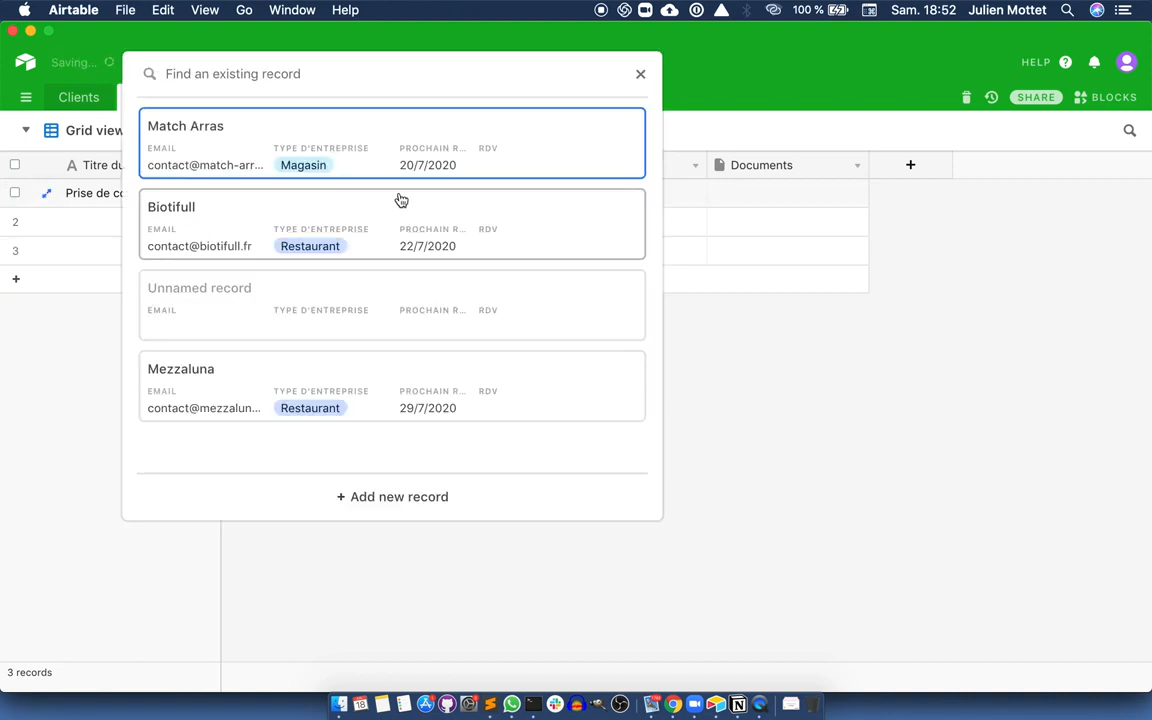 Airtable File Edit View Go Window Help 100 % Sam. 18:52 Julien Mottet
Saving... HELP
Find an existing record
Clients SHARE BLOCKS
Match Arras
Grid view
EMAIL TYPE D'ENTREPRISE PROCHAIN R... RDV
contact@match-arr... Magasin 20/7/2020
Titre du Documents
Prise de co
Biotifull
2
EMAIL TYPE D'ENTREPRISE PROCHAIN R... RDV
contact@biotifull.fr Restaurant 22/7/2020
3
+
Unnamed record
EMAIL TYPE D'ENTREPRISE PROCHAIN R... RDV
Mezzaluna
EMAIL TYPE D'ENTREPRISE PROCHAIN R... RDV
contact@mezzalun... Restaurant 29/7/2020
+ Add new record
3 records
18